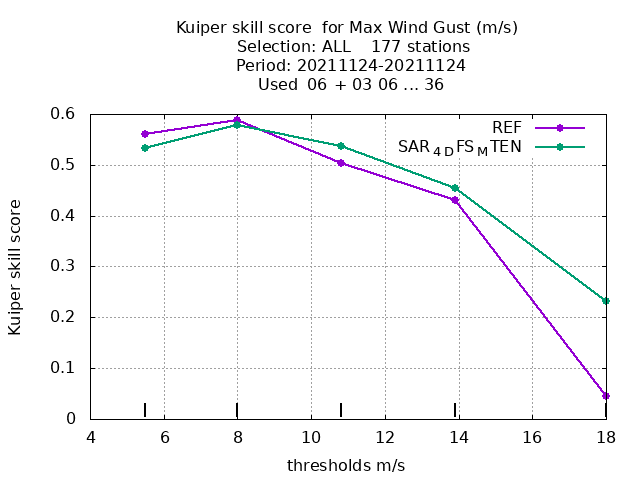 Kuiper skill score  for Max Wind Gust (m/s)
Selection: ALL    177 stations
Period: 20211124-20211124
Used  06  + 03 06 ... 36
REF
SAR4DFSMTEN
Kuiper skill score
0.6
0.5
0.4
0.3
0.2
0.1
0
4 6 8 10 12 14 16 18
thresholds m/s